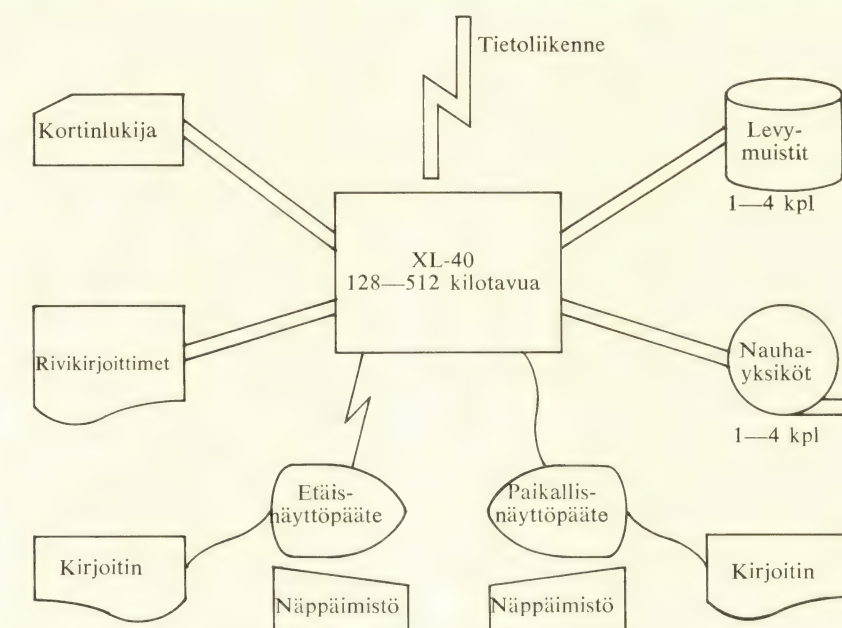 Tietoliikenne
Kortinlukija
Levy-
muistit
1—4 kpl
XL-40
128—512 kilotavua
Rivikirjoittimet
Nauha-
yksiköt
1—4 kpl
Etäis-
näyttöpääte
Paikallis-
näyttöpääte
Kirjoitin
Näppäimistö
Näppäimistö
Kirjoitin